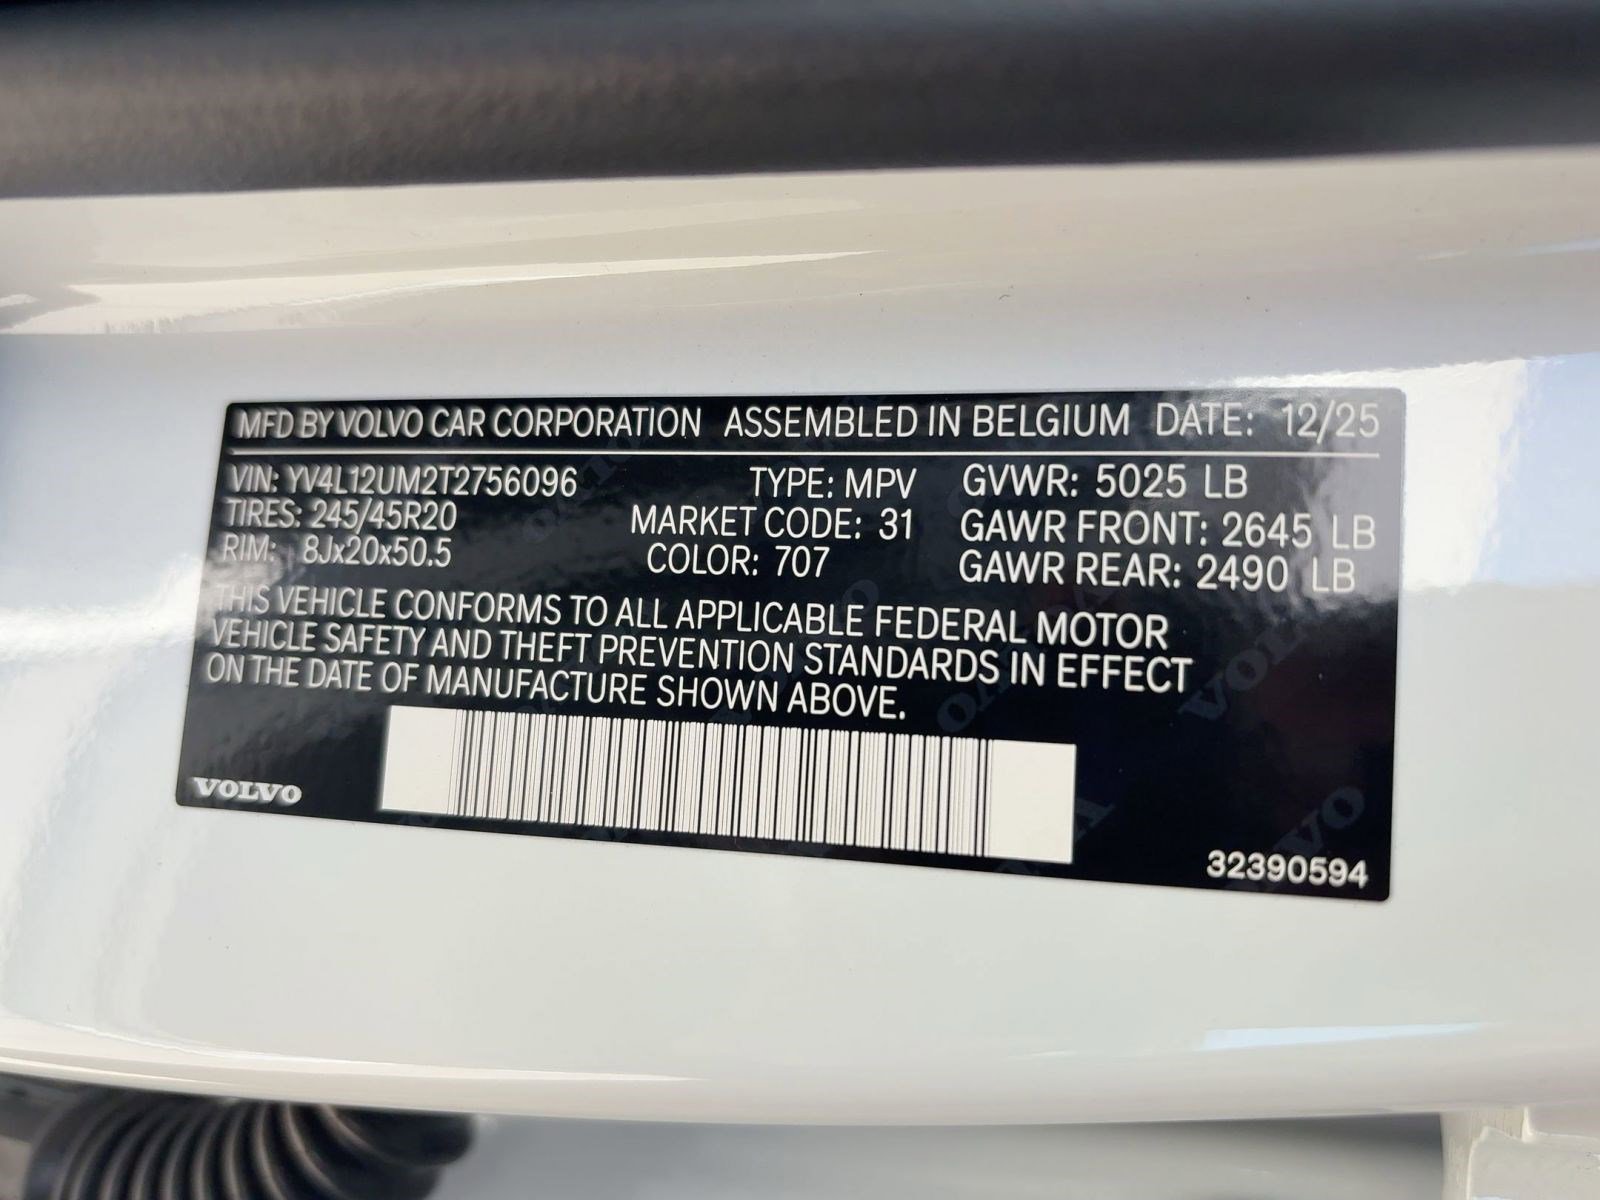 MFD BY VOLVO CAR CORPORATION ASSEMBLED IN BELGIUM DATE: 12/25
VIN: YV4L12UM2T2756096 TYPE: MPV GVWR: 5025 LB
TIRES: 245/45R20 MARKET CODE: 31 GAWR FRONT: 2645 LB
RIM: 8Jx20x50.5 COLOR: 707 GAWR REAR: 2490 LB
THIS VEHICLE CONFORMS TO ALL APPLICABLE FEDERAL MOTOR
VEHICLE SAFETY AND THEFT PREVENTION STANDARDS IN EFFECT
ON THE DATE OF MANUFACTURE SHOWN ABOVE.
VOLVO
32390594